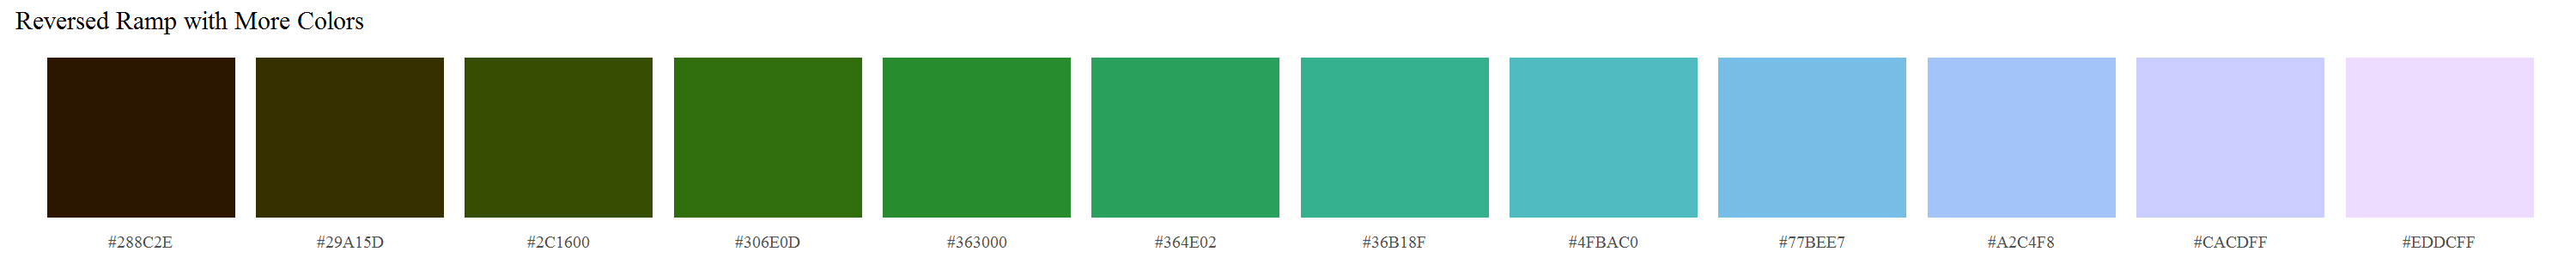 Reversed Ramp with More Colors
#288C2E #29A15D #2C1600 #306E0D #363000 #364E02 #36B18F #4FBAC0 #77BEE7 #A2C4F8 #CACDFF #EDDCFF